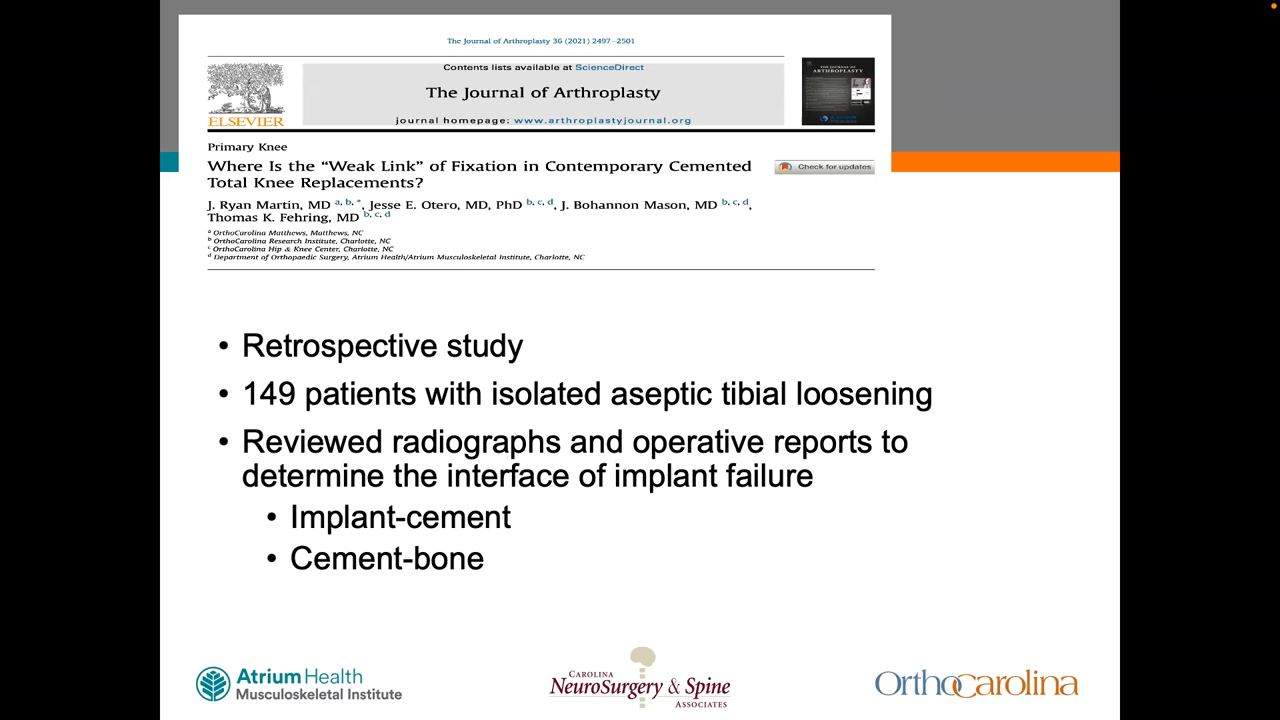 The Journal of Arthroplasty 36 (2021) 2497–2501
Contents lists available at ScienceDirect
The Journal of Arthroplasty
journal homepage: www.arthroplastyjournal.org
ELSEVIER
THE JOURNAL OF
ARTHROPLASTY
Primary Knee
Where Is the “Weak Link” of Fixation in Contemporary Cemented
Total Knee Replacements?
Check for updates
J. Ryan Martin, MD a, b, *, Jesse E. Otero, MD, PhD b, c, d, J. Bohannon Mason, MD b, c, d,
Thomas K. Fehring, MD b, c, d
a OrthoCarolina Matthews, Matthews, NC
b OrthoCarolina Research Institute, Charlotte, NC
c OrthoCarolina Hip & Knee Center, Charlotte, NC
d Department of Orthopaedic Surgery, Atrium Health/Atrium Musculoskeletal Institute, Charlotte, NC
• Retrospective study
• 149 patients with isolated aseptic tibial loosening
• Reviewed radiographs and operative reports to
determine the interface of implant failure
• Implant-cement
• Cement-bone
Atrium Health
Musculoskeletal Institute
CAROLINA
NEUROSURGERY & SPINE
ASSOCIATES
OrthoCarolina